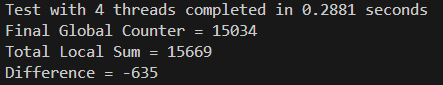 Test with 4 threads completed in 0.2881 seconds
Final Global Counter = 15034
Total Local Sum = 15669
Difference = -635